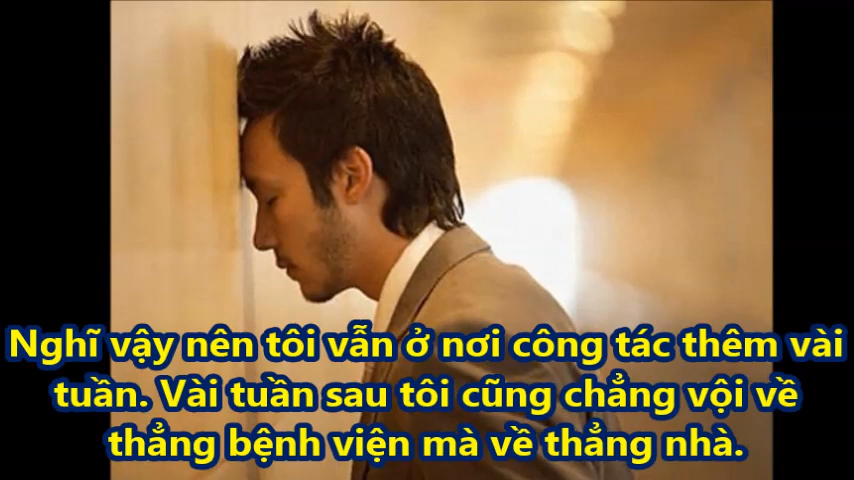 Nghĩ vậy nên tôi vẫn ở nơi công tác thêm vài
tuần. Vài tuần sau tôi cũng chẳng vội về
thẳng bệnh viện mà về thẳng nhà.